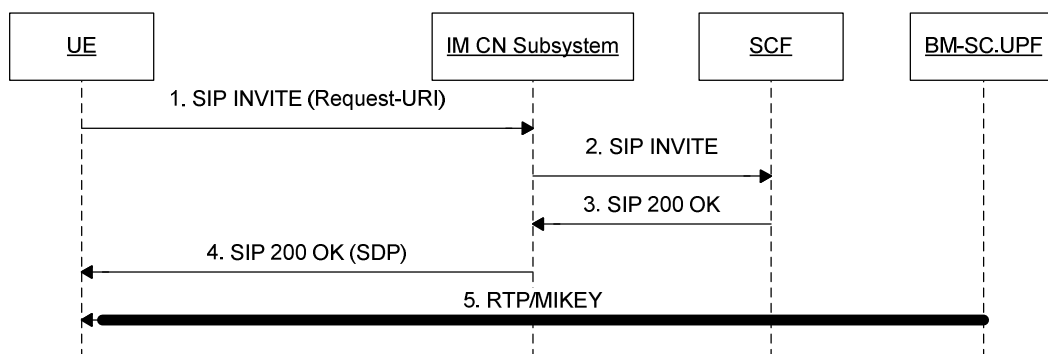 UE
IM CN Subsystem
SCF
BM-SC.UPF
1. SIP INVITE (Request-URI)
2. SIP INVITE
3. SIP 200 OK
4. SIP 200 OK (SDP)
5. RTP/MIKEY